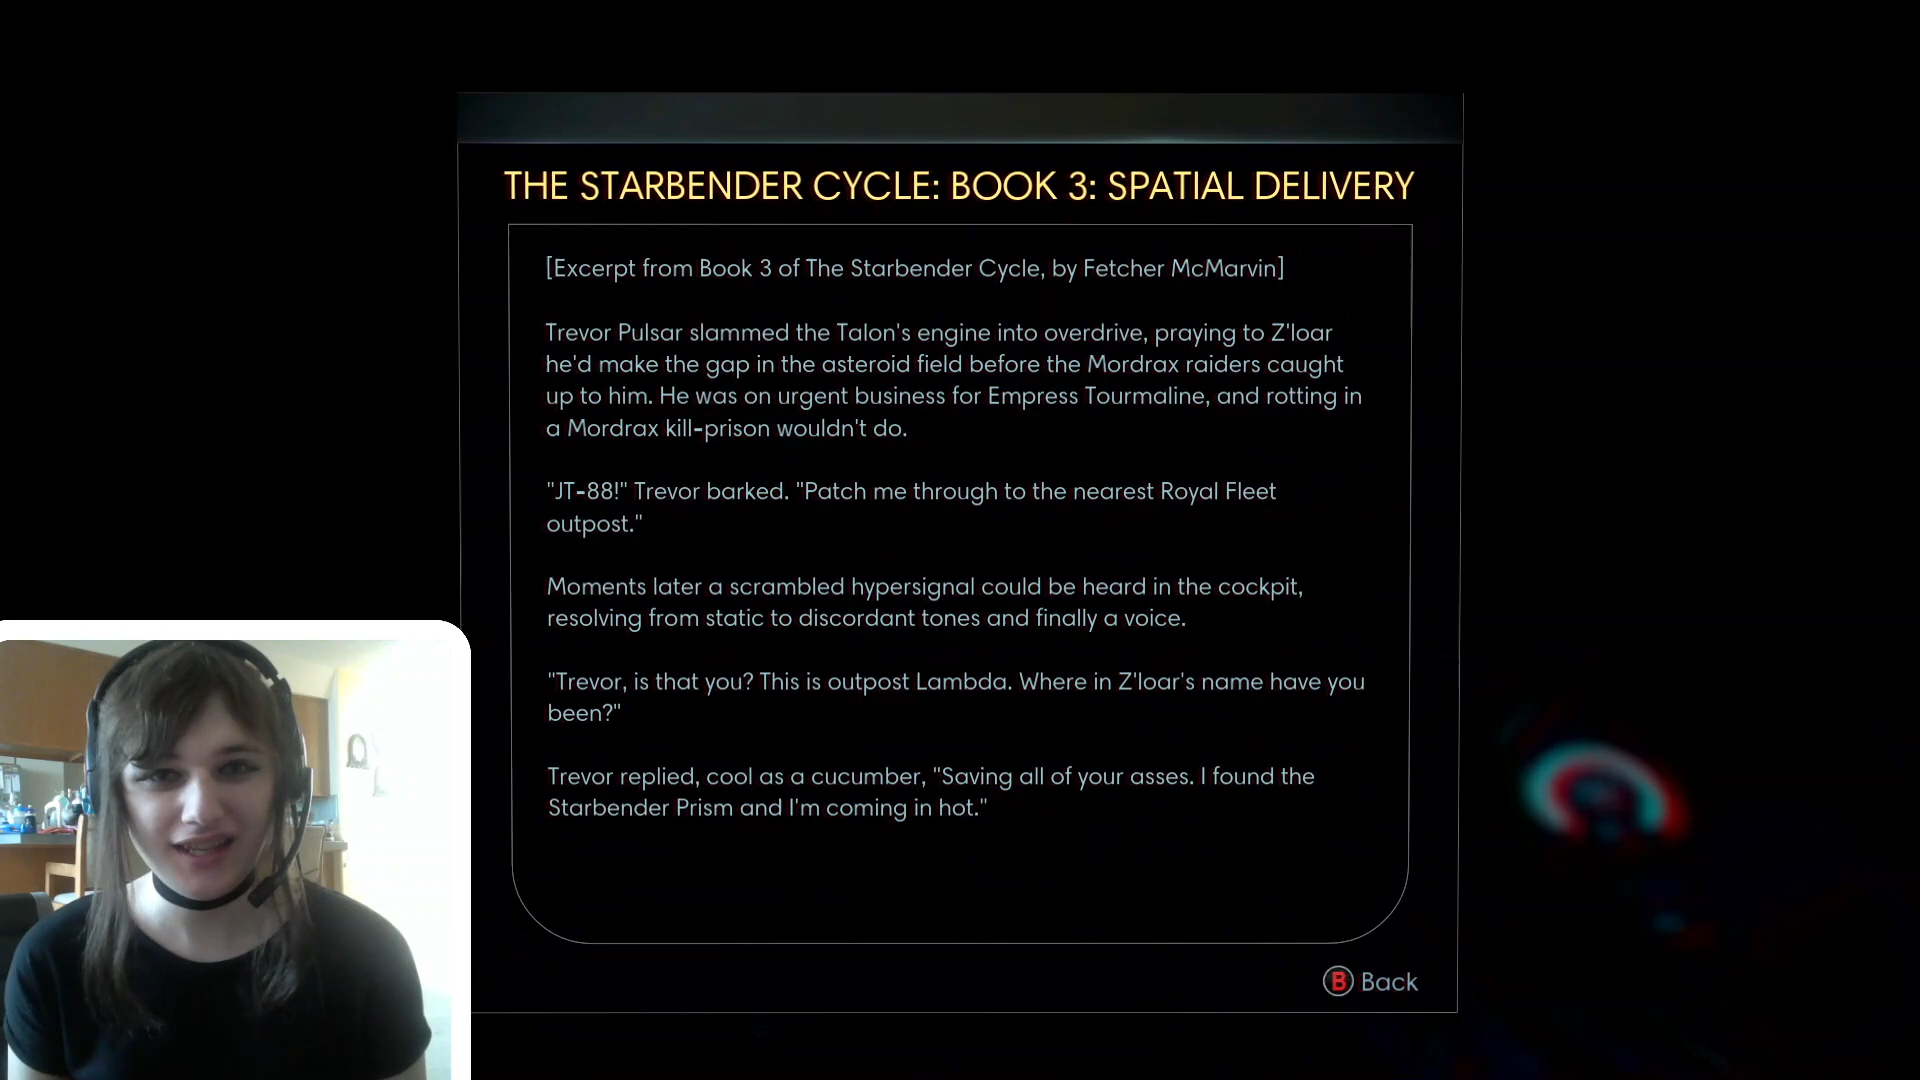 THE STARBENDER CYCLE: BOOK 3: SPATIAL DELIVERY
[Excerpt from Book 3 of The Starbender Cycle, by Fetcher McMarvin]
Trevor Pulsar slammed the Talon's engine into overdrive, praying to Z'loar
he'd make the gap in the asteroid field before the Mordrax raiders caught
up to him. He was on urgent business for Empress Tourmaline, and rotting in
a Mordrax kill-prison wouldn't do.
"JT-88!" Trevor barked. "Patch me through to the nearest Royal Fleet
outpost."
Moments later a scrambled hypersignal could be heard in the cockpit,
resolving from static to discordant tones and finally a voice.
"Trevor, is that you? This is outpost Lambda. Where in Z'loar's name have you
been?"
Trevor replied, cool as a cucumber, "Saving all of your asses. I found the
Starbender Prism and I'm coming in hot."
B Back